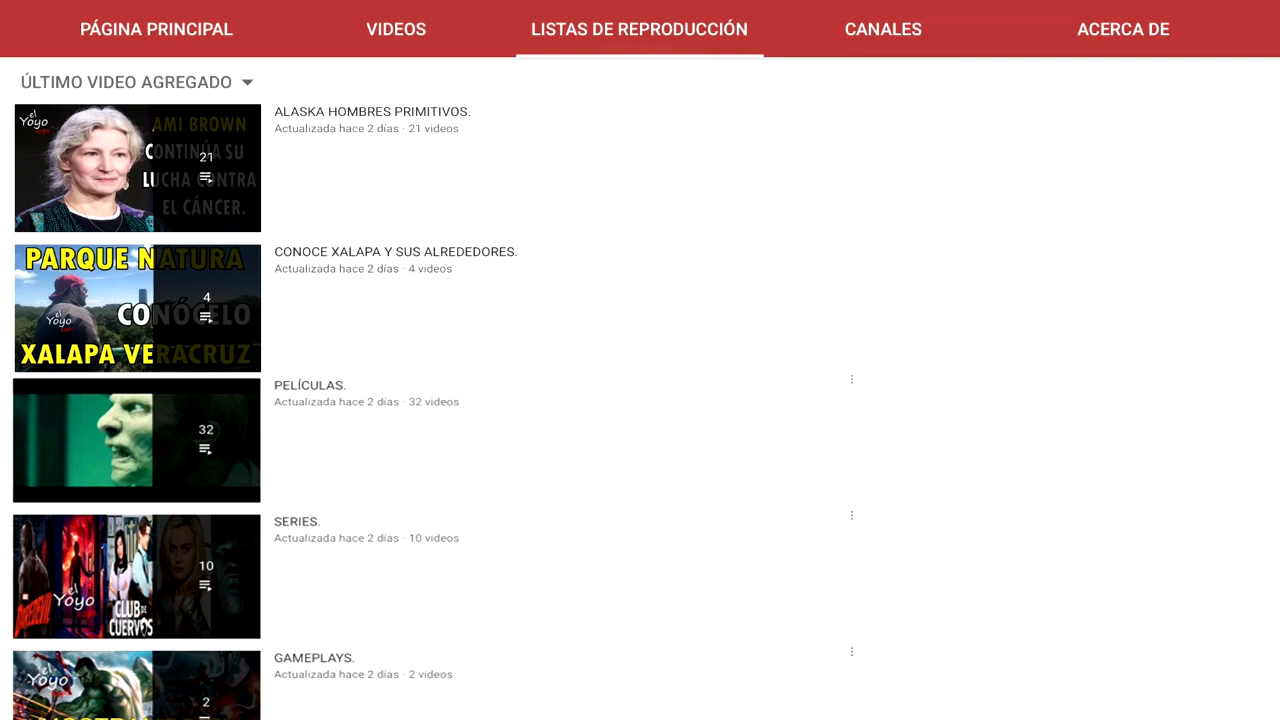 PÁGINA PRINCIPAL VIDEOS LISTAS DE REPRODUCCIÓN CANALES ACERCA DE
ÚLTIMO VIDEO AGREGADO
el Yoyo
AMI BROWN
CONTINÚA SU
LUCHA CONTRA
EL CÁNCER.
21
ALASKA HOMBRES PRIMITIVOS.
Actualizada hace 2 días · 21 videos
PARQUE NATURA
CONÓCELO
el Yoyo
XALAPA VERACRUZ
4
CONOCE XALAPA Y SUS ALREDEDORES.
Actualizada hace 2 días · 4 videos
32
PELÍCULAS.
Actualizada hace 2 días · 32 videos
DAREDEVIL
el Yoyo
CLUB DE
CUERVOS
10
SERIES.
Actualizada hace 2 días · 10 videos
el Yoyo
2
GAMEPLAYS.
Actualizada hace 2 días · 2 videos